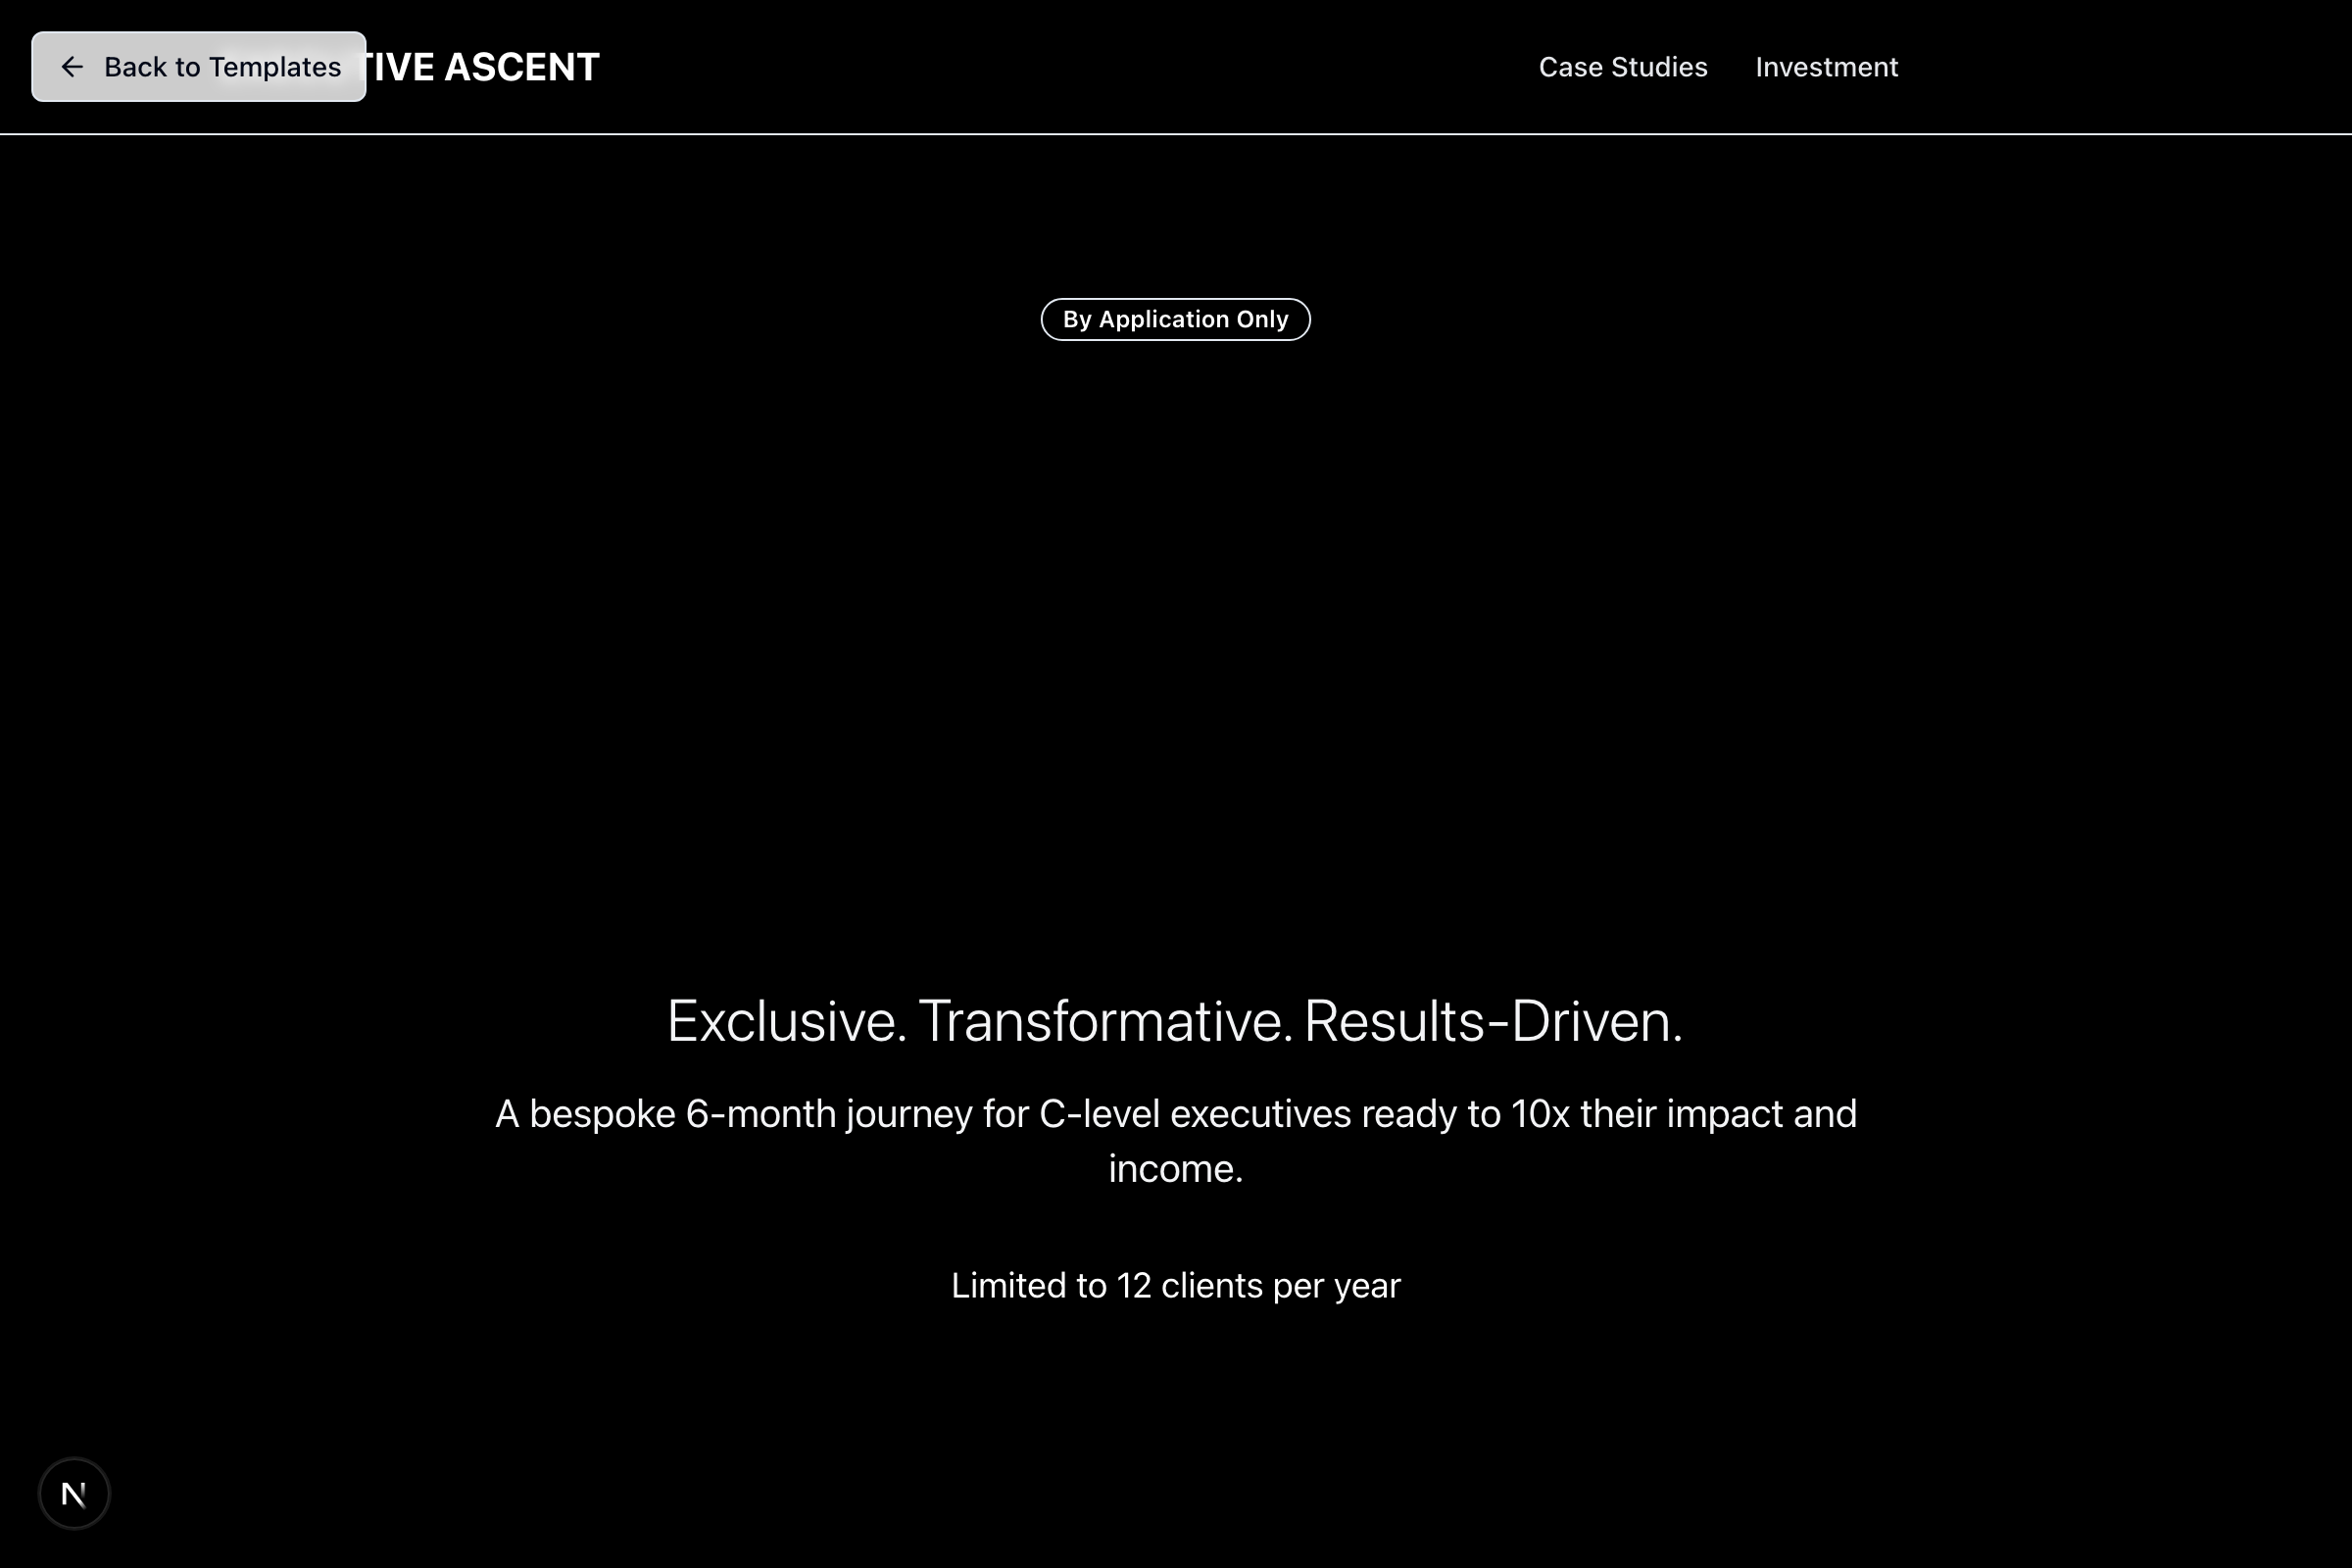 Back to Templates
TIVE ASCENT
Case Studies
Investment
By Application Only
Exclusive. Transformative. Results-Driven.
A bespoke 6-month journey for C-level executives ready to 10x their impact and
income.
Limited to 12 clients per year
N